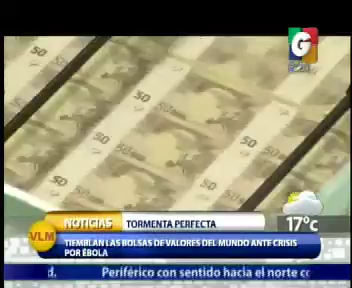 G
50
50
50
50
50
50
50
NOTICIAS
TORMENTA PERFECTA
17°C
VLM
TIEMBLAN LAS BOLSAS DE VALORES DEL MUNDO ANTE CRISIS
POR ÉBOLA
d.
Periférico con sentido hacia el norte co